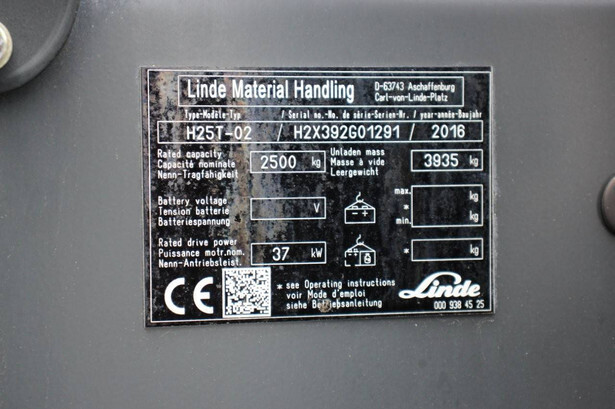 Linde Material Handling
D-63743 Aschaffenburg
Carl-von-Linde-Platz
Type-Modèle-Typ / Serial no.-No. de série-Serien-Nr. / year-année-Baujahr
H25T-02 / H2X392G01291 / 2016
Rated capacity
Capacité nominale
Nenn-Tragfähigkeit
2500 kg
Unladen mass
Masse à vide
Leergewicht
3935 kg
Battery voltage
Tension batterie
Batteriespannung
V
max.
*
min.
kg
kg
Rated drive power
Puissance motr.nom.
Nenn-Antriebsleist.
37 kW
* kg
CE
* see Operating instructions
voir Mode d'emploi
siehe Betriebsanleitung
Linde
000 938 45 25